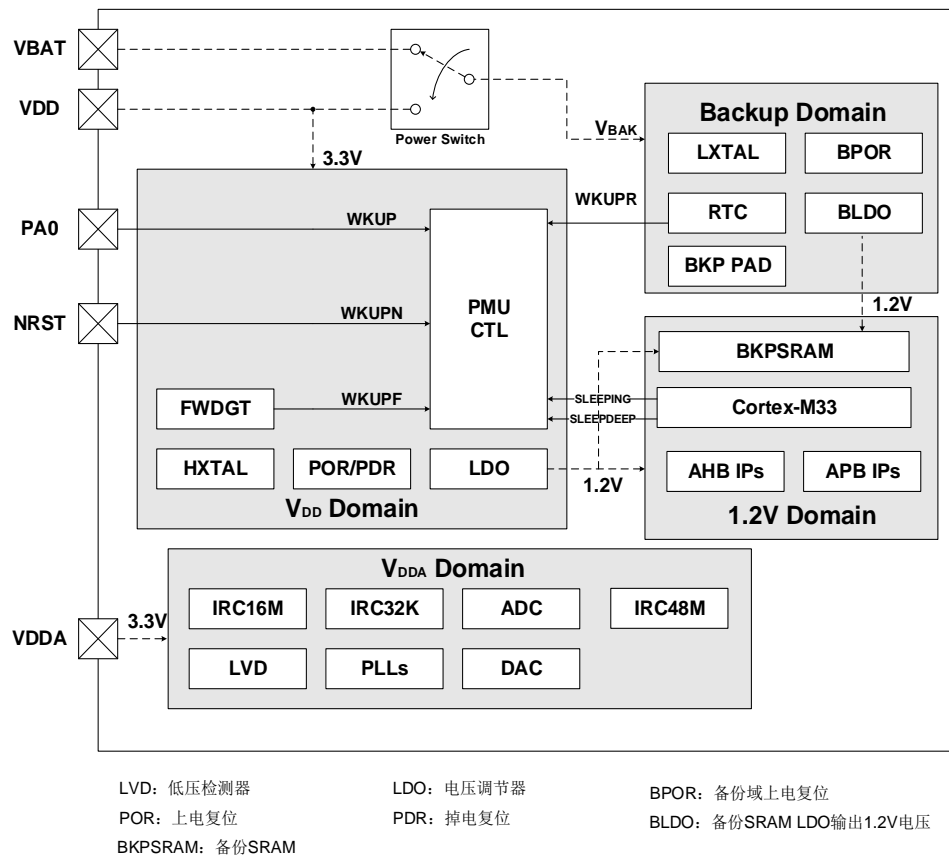 VBAT
VDD
Power Switch
3.3V
VBAK
Backup Domain
LXTAL
BPOR
RTC
BLDO
BKP PAD
WKUPR
PA0
WKUP
PMU
CTL
NRST
WKUPN
FWDGT
WKUPF
HXTAL
POR/PDR
LDO
VDD Domain
1.2V
1.2V
BKPSRAM
SLEEPING
SLEEPDEEP
Cortex-M33
AHB IPs
APB IPs
1.2V Domain
VDDA Domain
VDDA
3.3V
IRC16M
IRC32K
ADC
IRC48M
LVD
PLLs
DAC
LVD：低压检测器
LDO：电压调节器
BPOR：备份域上电复位
POR：上电复位
PDR：掉电复位
BLDO：备份SRAM LDO输出1.2V电压
BKPSRAM：备份SRAM